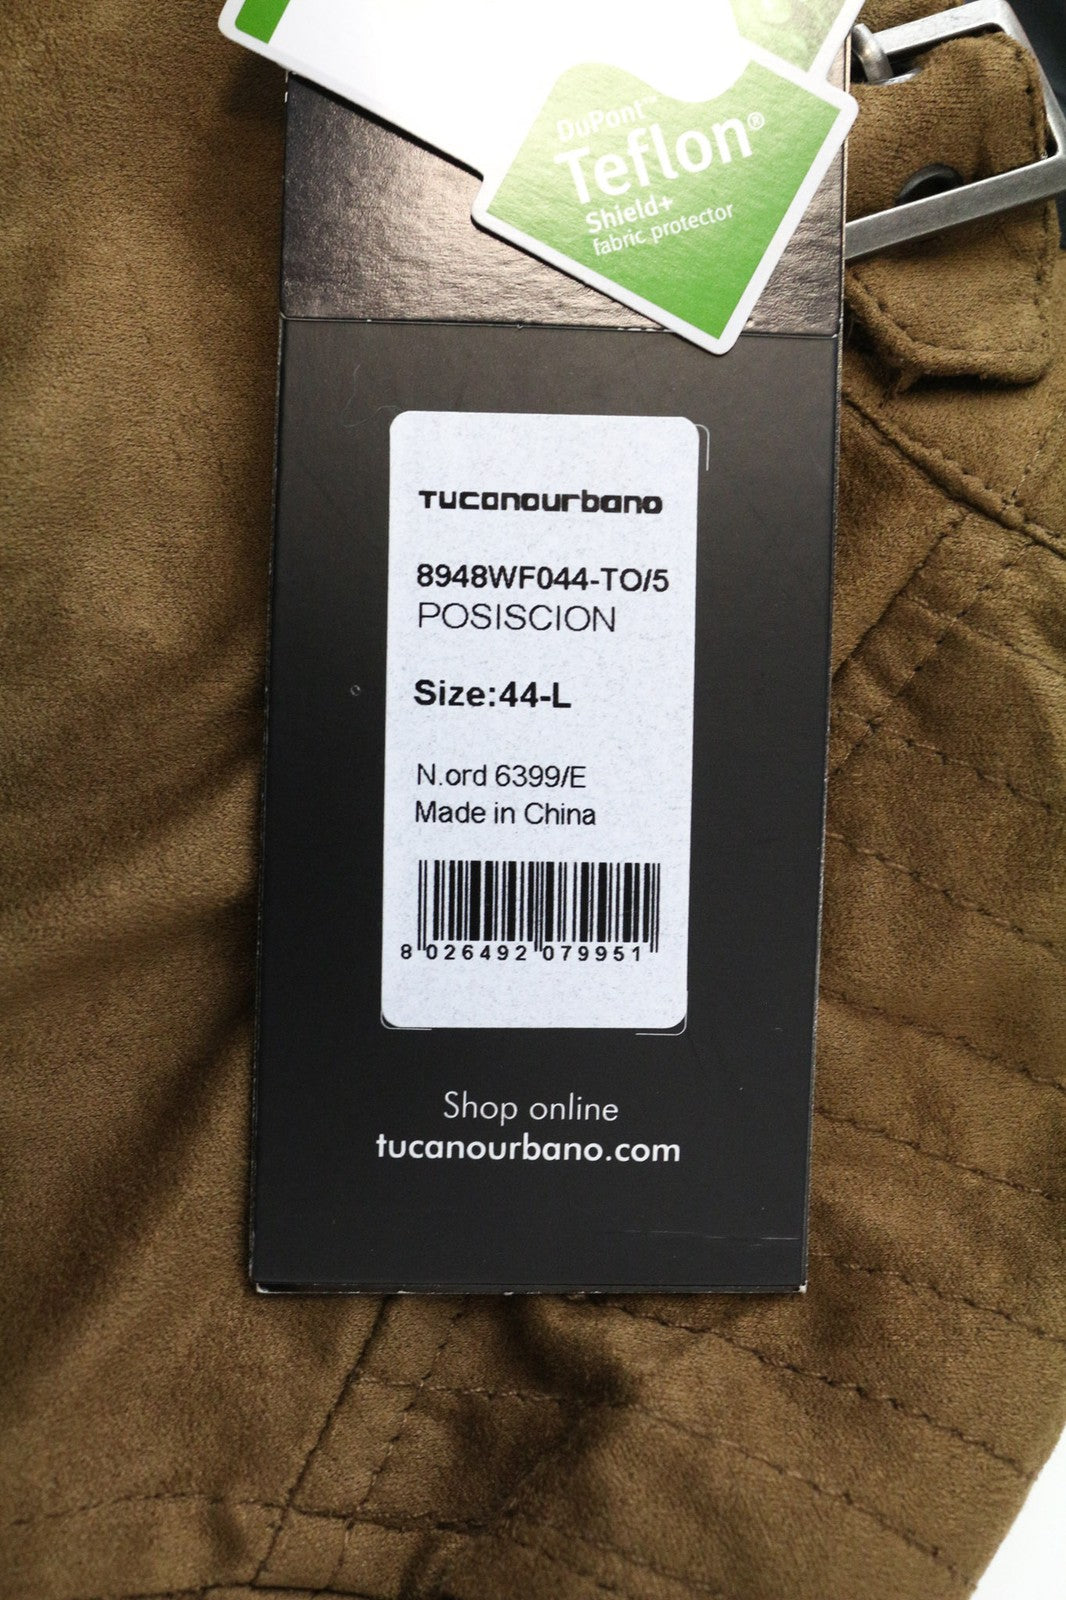 DuPont™
Teflon®
Shield+
fabric protector
TUCANOURBANO
8948WF044-TO/5
POSISCION
Size:44-L
N.ord 6399/E
Made in China
8 026492 079951
Shop online
tucanourbano.com